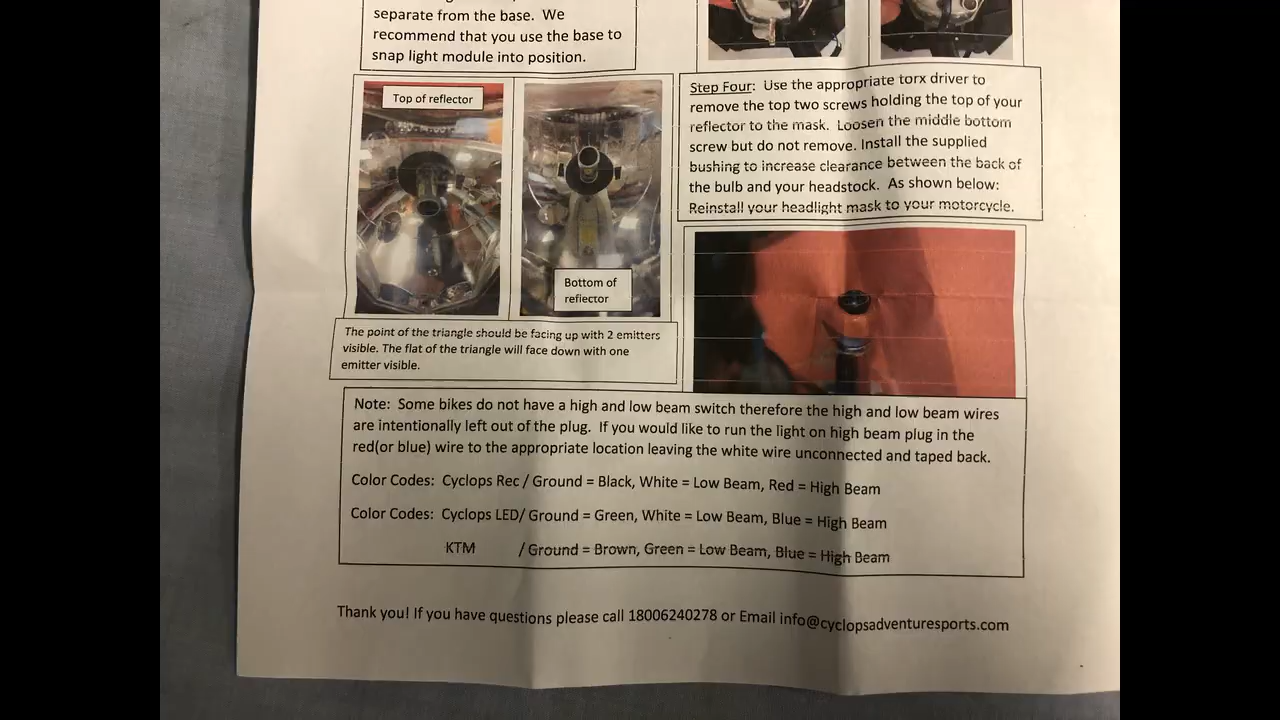 separate from the base. We
recommend that you use the base to
snap light module into position.
Top of reflector
Bottom of
reflector
The point of the triangle should be facing up with 2 emitters
visible. The flat of the triangle will face down with one
emitter visible.
Step Four: Use the appropriate torx driver to
remove the top two screws holding the top of your
reflector to the mask. Loosen the middle bottom
screw but do not remove. Install the supplied
bushing to increase clearance between the back of
the bulb and your headstock. As shown below:
Reinstall your headlight mask to your motorcycle.
Note: Some bikes do not have a high and low beam switch therefore the high and low beam wires
are intentionally left out of the plug. If you would like to run the light on high beam plug in the
red(or blue) wire to the appropriate location leaving the white wire unconnected and taped back.
Color Codes: Cyclops Rec / Ground = Black, White = Low Beam, Red = High Beam
Color Codes: Cyclops LED/ Ground = Green, White = Low Beam, Blue = High Beam
KTM / Ground = Brown, Green = Low Beam, Blue = High Beam
Thank you! If you have questions please call 18006240278 or Email info@cyclopsadventuresports.com